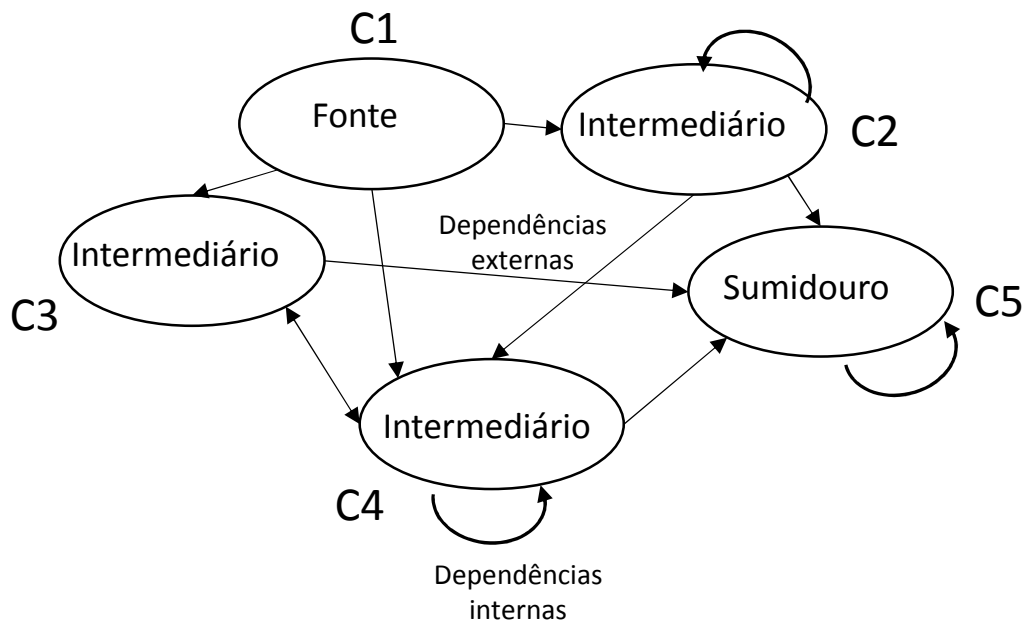 C1
Fonte
Intermediário
C2
Dependências
externas
Intermediário
C3
Sumidouro
C5
Intermediário
C4
Dependências
internas